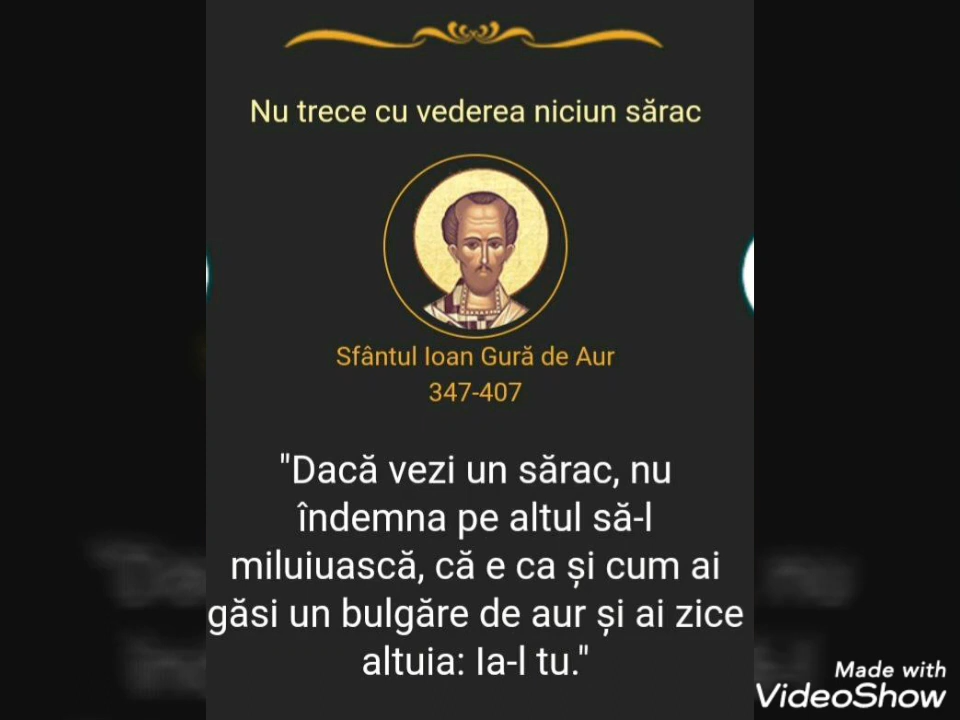 Nu trece cu vederea niciun sărac
Sfântul Ioan Gură de Aur
347-407
"Dacă vezi un sărac, nu
îndemna pe altul să-l
miluiuască, că e ca și cum ai
găsi un bulgăre de aur și ai zice
altuia: Ia-l tu."
Made with
VideoShow